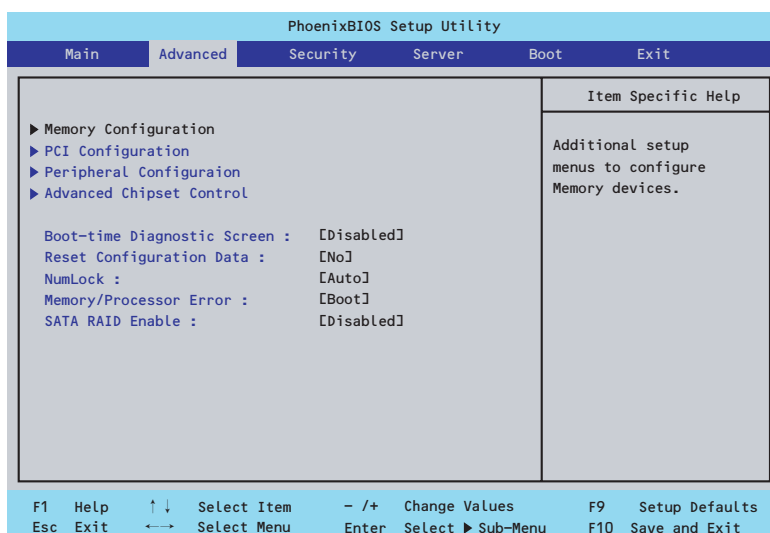 PhoenixBIOS Setup Utility
Main Advanced Security Server Boot Exit
Item Specific Help
▶ Memory Configuration
▶ PCI Configuration
▶ Peripheral Configuraion
▶ Advanced Chipset Control
Additional setup
menus to configure
Memory devices.
Boot-time Diagnostic Screen : [Disabled]
Reset Configuration Data : [No]
NumLock : [Auto]
Memory/Processor Error : [Boot]
SATA RAID Enable : [Disabled]
F1 Help ↑↓ Select Item - /+ Change Values F9 Setup Defaults
Esc Exit ←→ Select Menu Enter Select ▶ Sub-Menu F10 Save and Exit